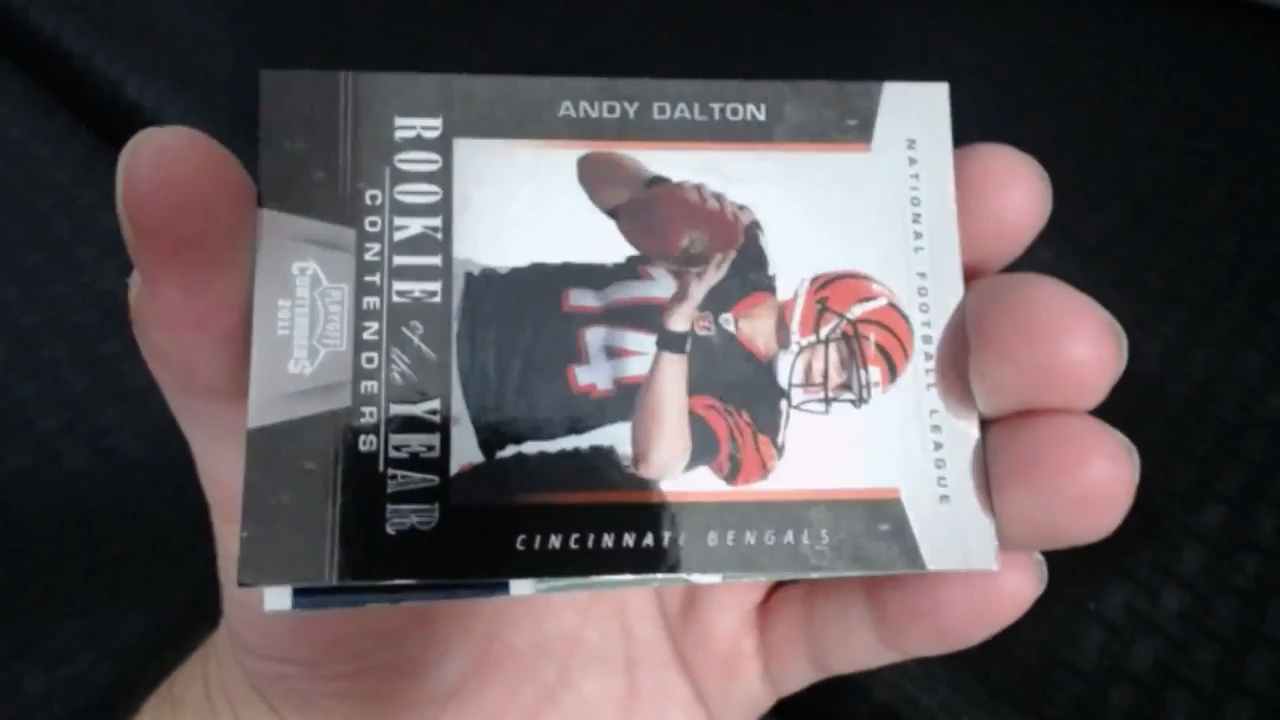 NATIONAL FOOTBALL LEAGUE
ANDY DALTON
CINCINNATI BENGALS
14
ROOKIE of the YEAR
CONTENDERS
PLAYOFF
CONTENDERS
2011